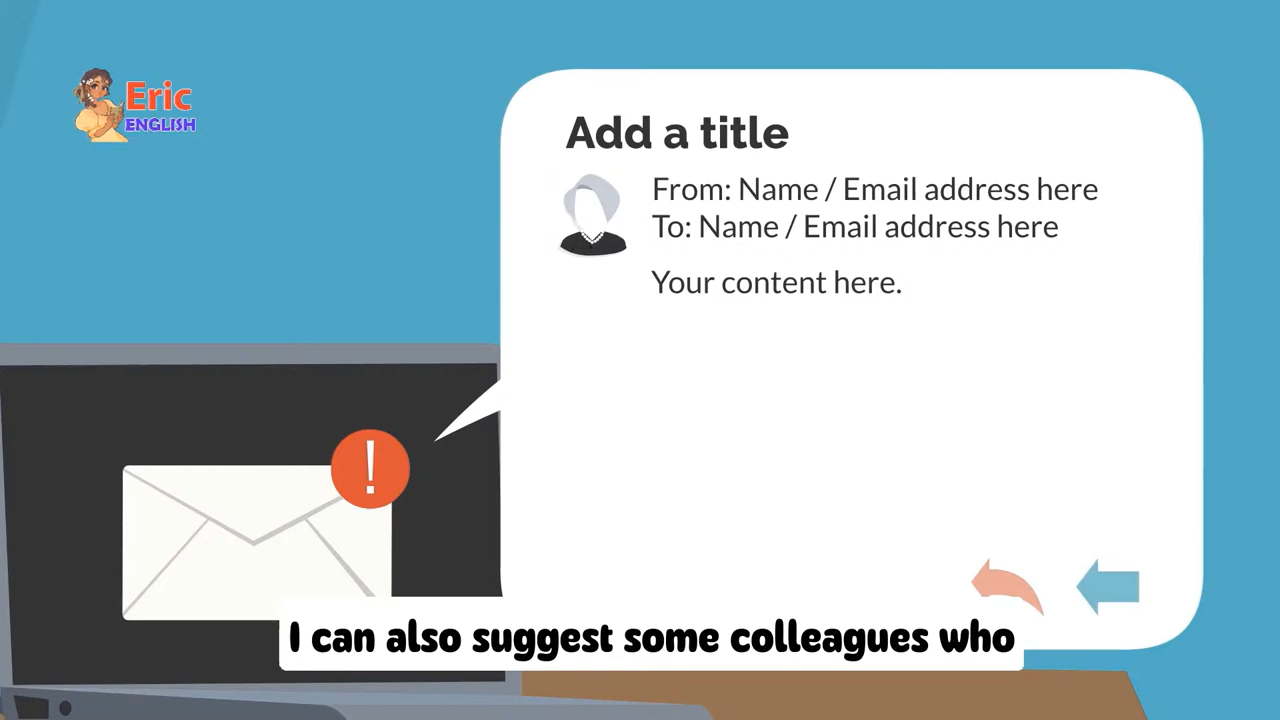 Eric
ENGLISH
Add a title
From: Name / Email address here
To: Name / Email address here
Your content here.
!
I can also suggest some colleagues who